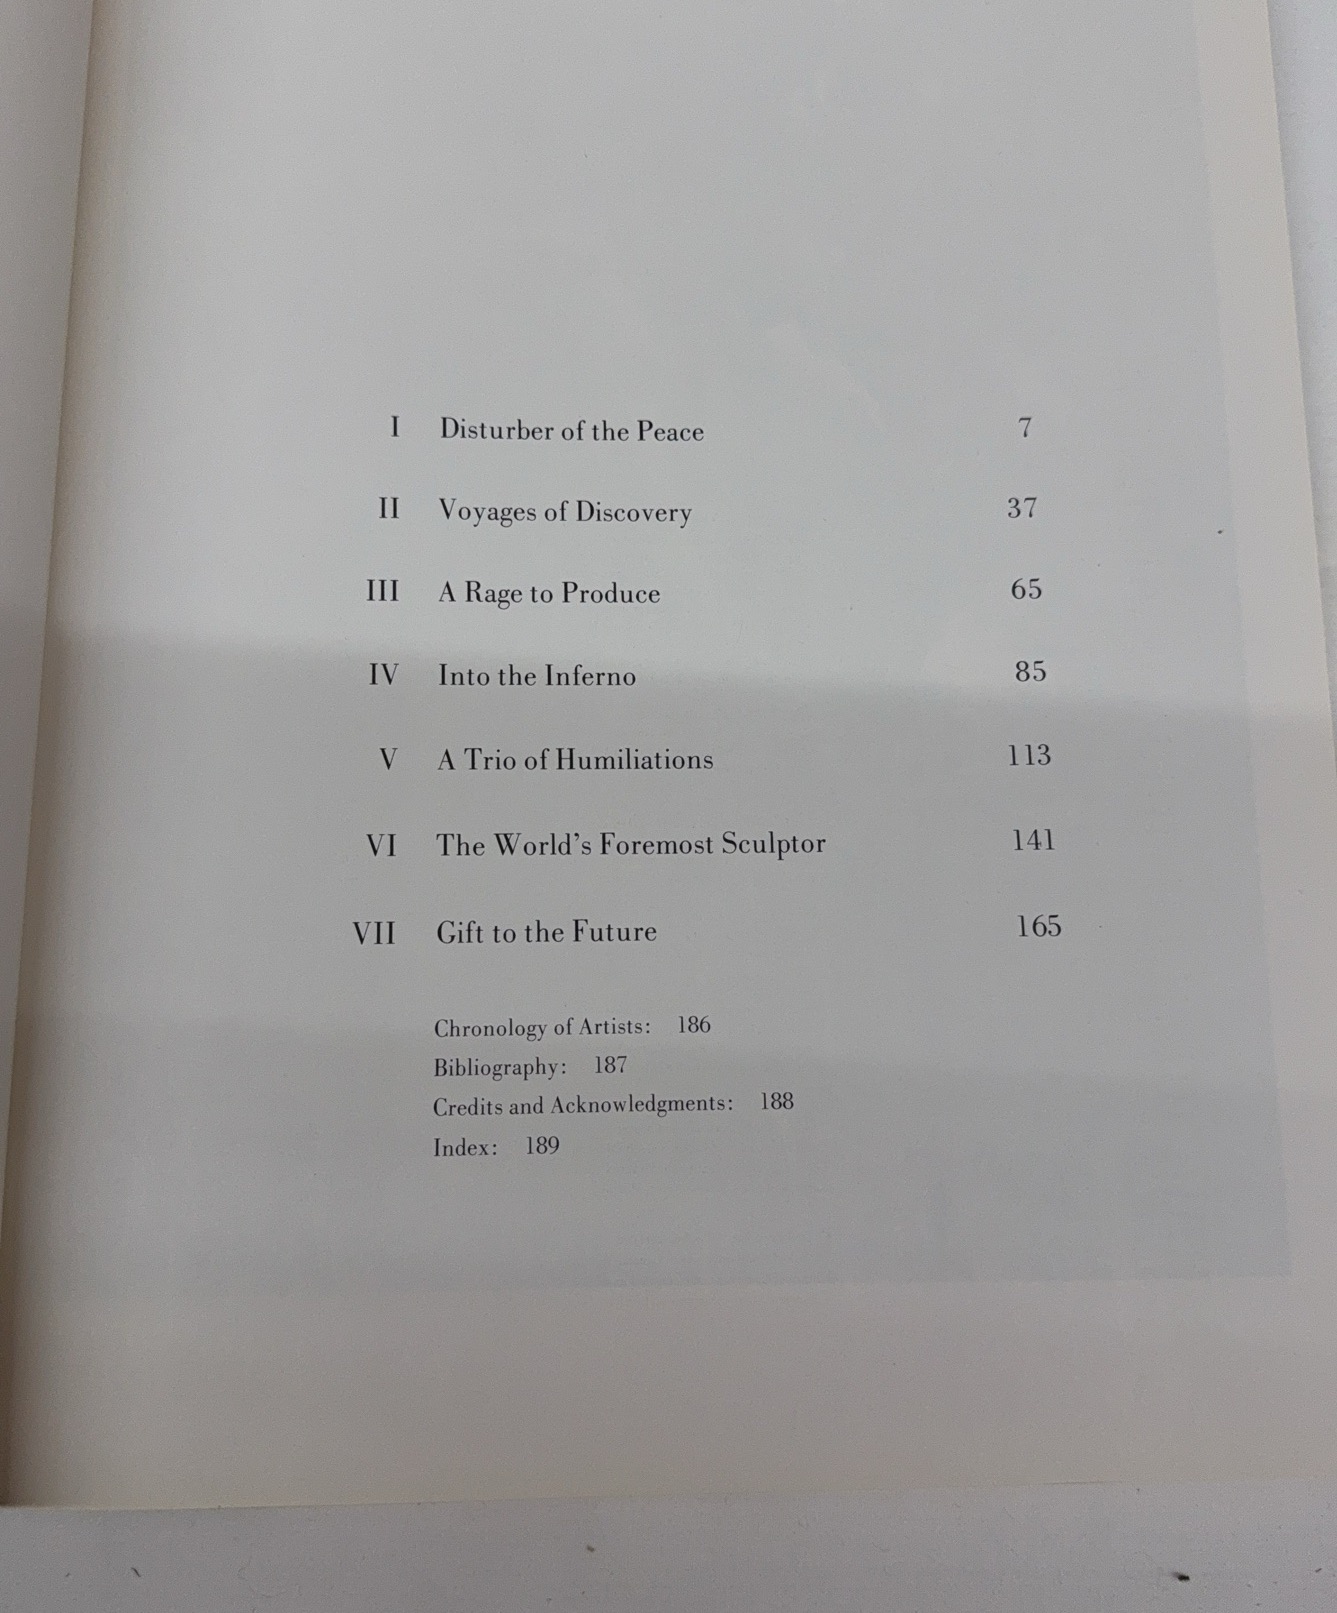 I Disturber of the Peace 7
II Voyages of Discovery 37
III A Rage to Produce 65
IV Into the Inferno 85
V A Trio of Humiliations 113
VI The World's Foremost Sculptor 141
VII Gift to the Future 165
Chronology of Artists: 186
Bibliography: 187
Credits and Acknowledgments: 188
Index: 189